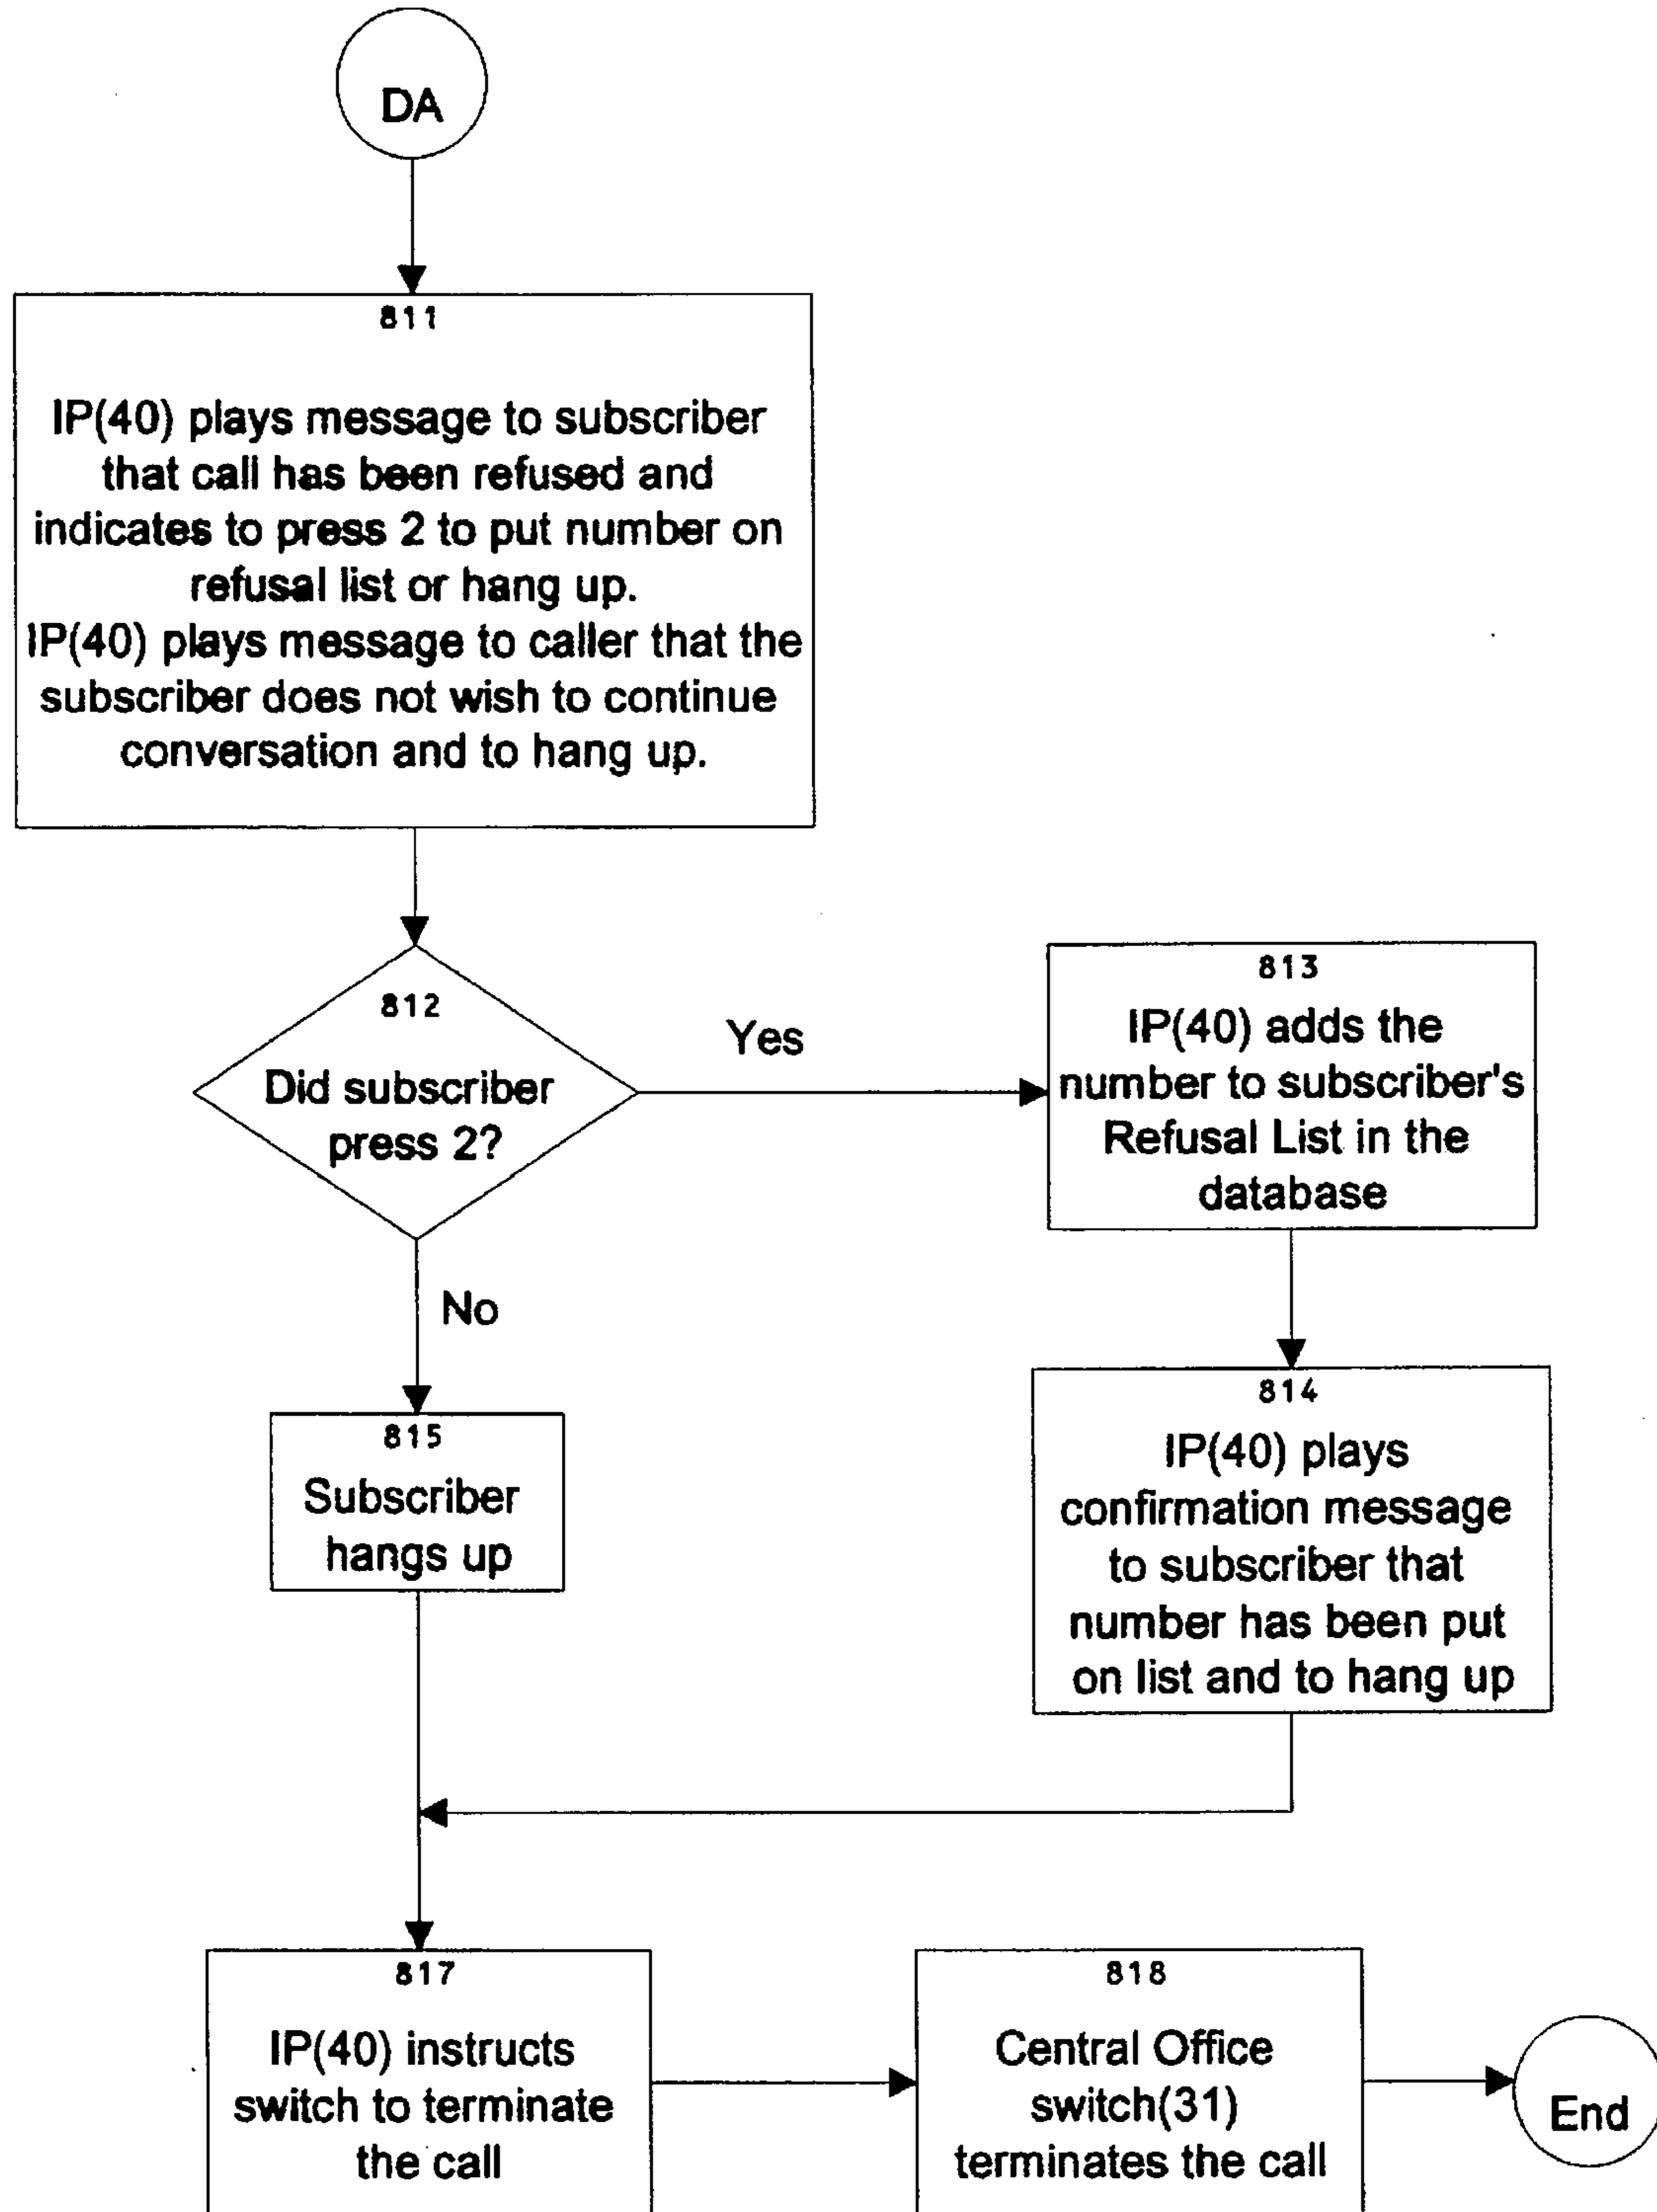 DA
811
IP(40) plays message to subscriber
that call has been refused and
indicates to press 2 to put number on
refusal list or hang up.
IP(40) plays message to caller that the
subscriber does not wish to continue
conversation and to hang up.
812
Did subscriber
press 2?
Yes
813
IP(40) adds the
number to subscriber's
Refusal List in the
database
No
815
Subscriber
hangs up
814
IP(40) plays
confirmation message
to subscriber that
number has been put
on list and to hang up
817
IP(40) instructs
switch to terminate
the call
818
Central Office
switch(31)
terminates the call
End